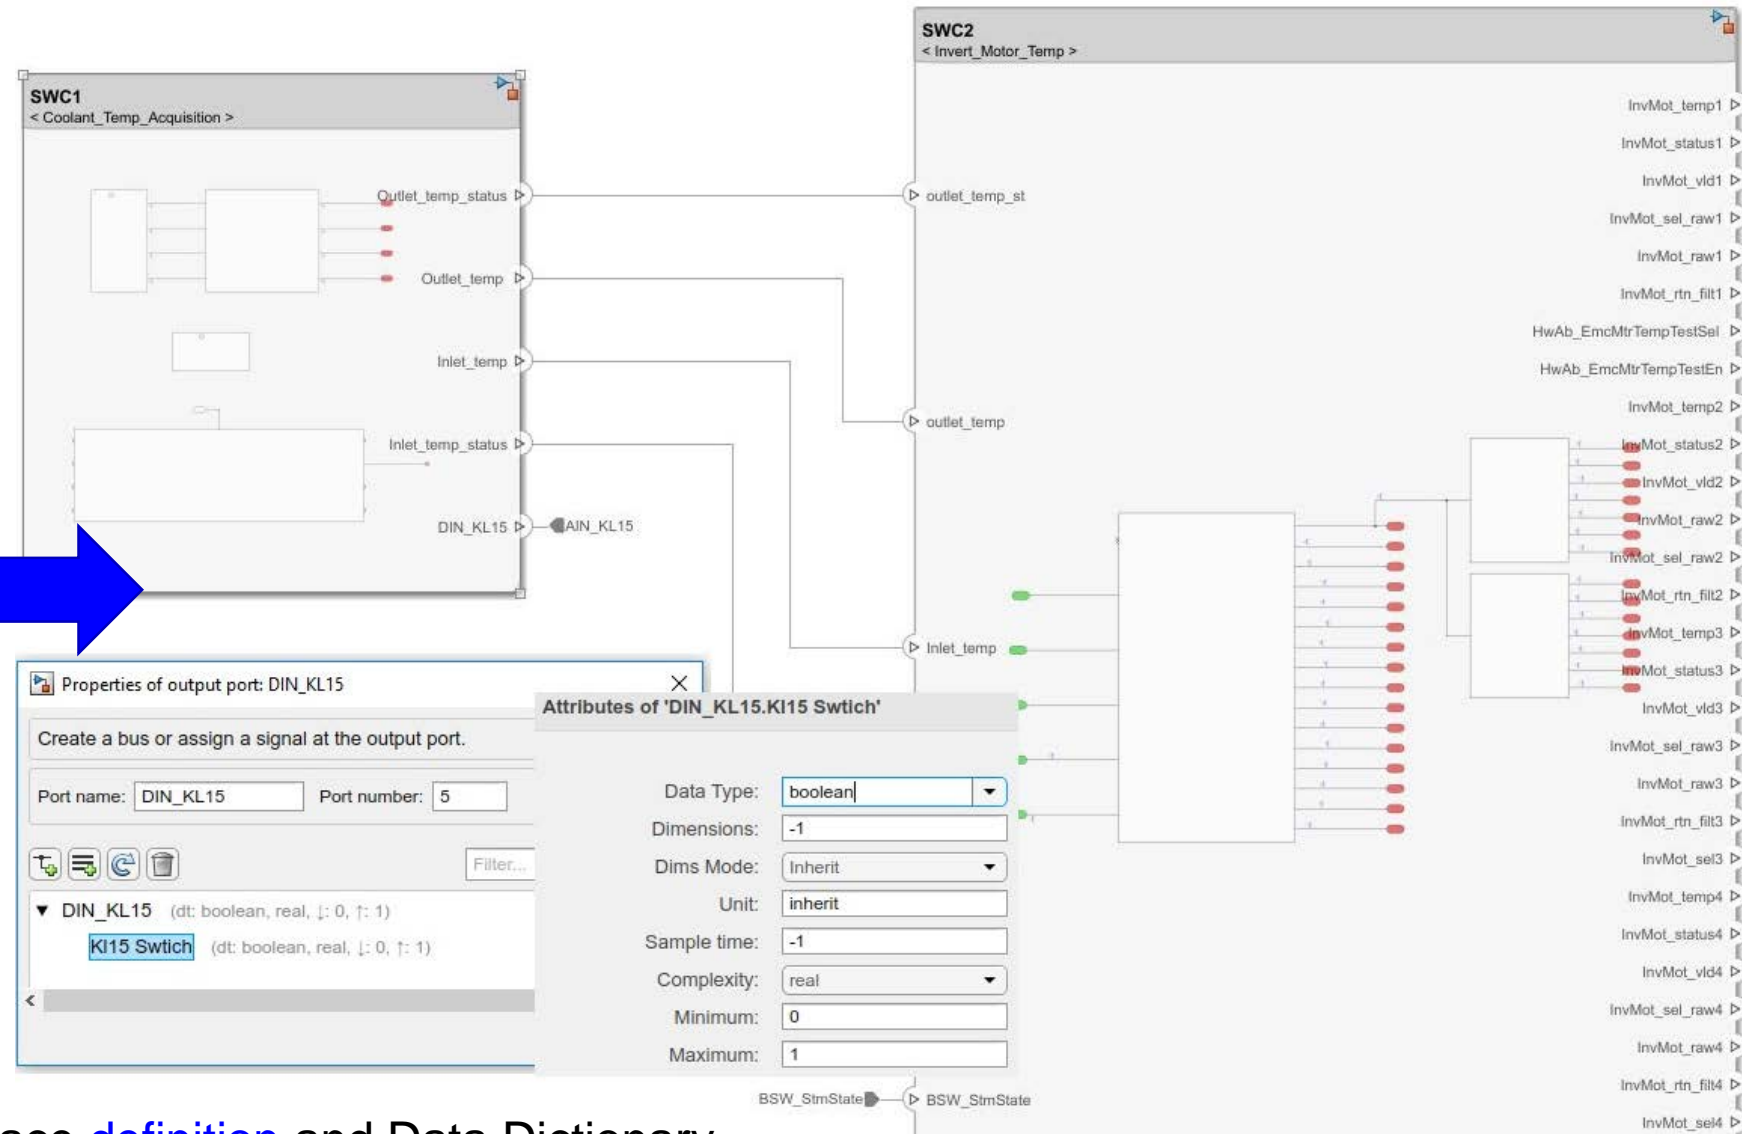 SWC1
< Coolant_Temp_Acquisition >
Outlet_temp_status
Outlet_temp
Inlet_temp
Inlet_temp_status
DIN_KL15
AIN_KL15
SWC2
< Invert_Motor_Temp >
outlet_temp_st
outlet_temp
Inlet_temp
BSW_StmState
BSW_StmState
InvMot_temp1
InvMot_status1
InvMot_vld1
InvMot_sel_raw1
InvMot_raw1
InvMot_rtn_filt1
HwAb_EmcMtrTempTestSel
HwAb_EmcMtrTempTestEn
InvMot_temp2
InvMot_status2
InvMot_vld2
InvMot_raw2
InvMot_sel_raw2
InvMot_rtn_filt2
InvMot_temp3
InvMot_status3
InvMot_vld3
InvMot_sel_raw3
InvMot_raw3
InvMot_rtn_filt3
InvMot_sel3
InvMot_temp4
InvMot_status4
InvMot_vld4
InvMot_sel_raw4
InvMot_raw4
InvMot_rtn_filt4
InvMot_sel4
Properties of output port: DIN_KL15
Create a bus or assign a signal at the output port.
Port name: DIN_KL15 Port number: 5
Filter...
DIN_KL15 (dt: boolean, real, ↓: 0, ↑: 1)
Kl15 Swtich (dt: boolean, real, ↓: 0, ↑: 1)
Attributes of 'DIN_KL15.Kl15 Swtich'
Data Type: boolean
Dimensions: -1
Dims Mode: Inherit
Unit: inherit
Sample time: -1
Complexity: real
Minimum: 0
Maximum: 1
definition and Data Dictionary